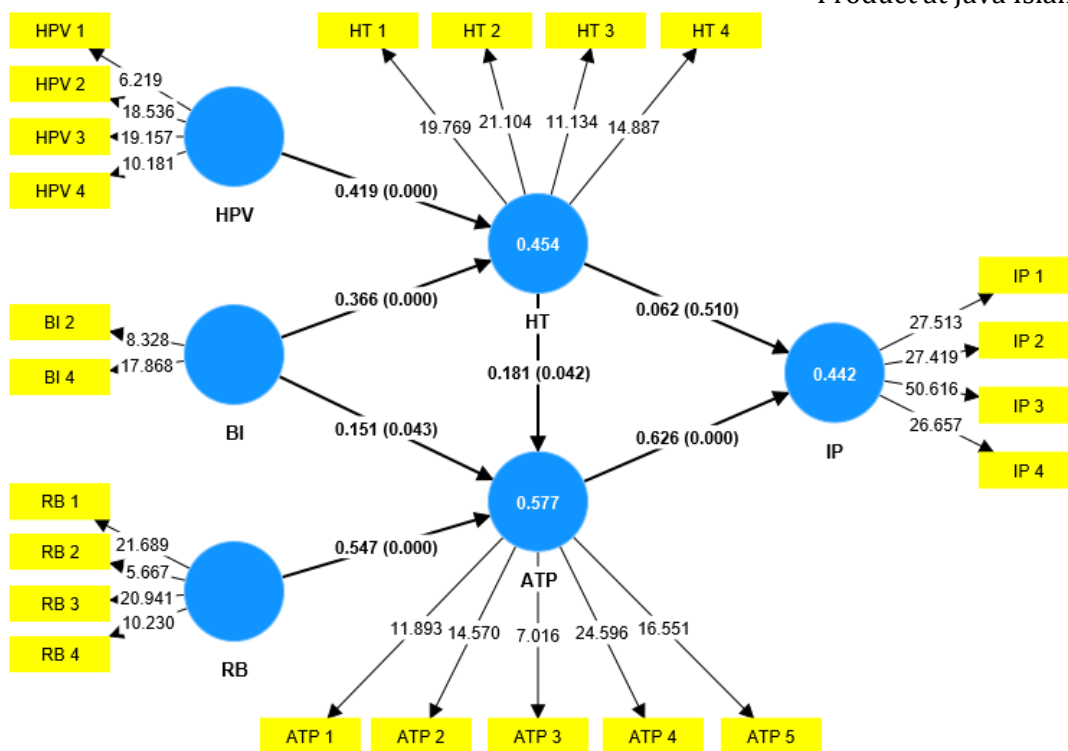 Product at Java Islan
HPV 1
HPV 2
HPV 3
HPV 4
6.219
18.536
19.157
10.181
HPV
HT 1
HT 2
HT 3
HT 4
19.769
21.104
11.134
14.887
0.419 (0.000)
0.454
HT
0.366 (0.000)
BI 2
BI 4
8.328
17.868
BI
0.062 (0.510)
0.181 (0.042)
0.151 (0.043)
0.626 (0.000)
0.442
IP
IP 1
IP 2
IP 3
IP 4
27.513
27.419
50.616
26.657
RB 1
RB 2
RB 3
RB 4
21.689
5.667
20.941
10.230
RB
0.547 (0.000)
0.577
ATP
11.893
14.570
7.016
24.596
16.551
ATP 1
ATP 2
ATP 3
ATP 4
ATP 5